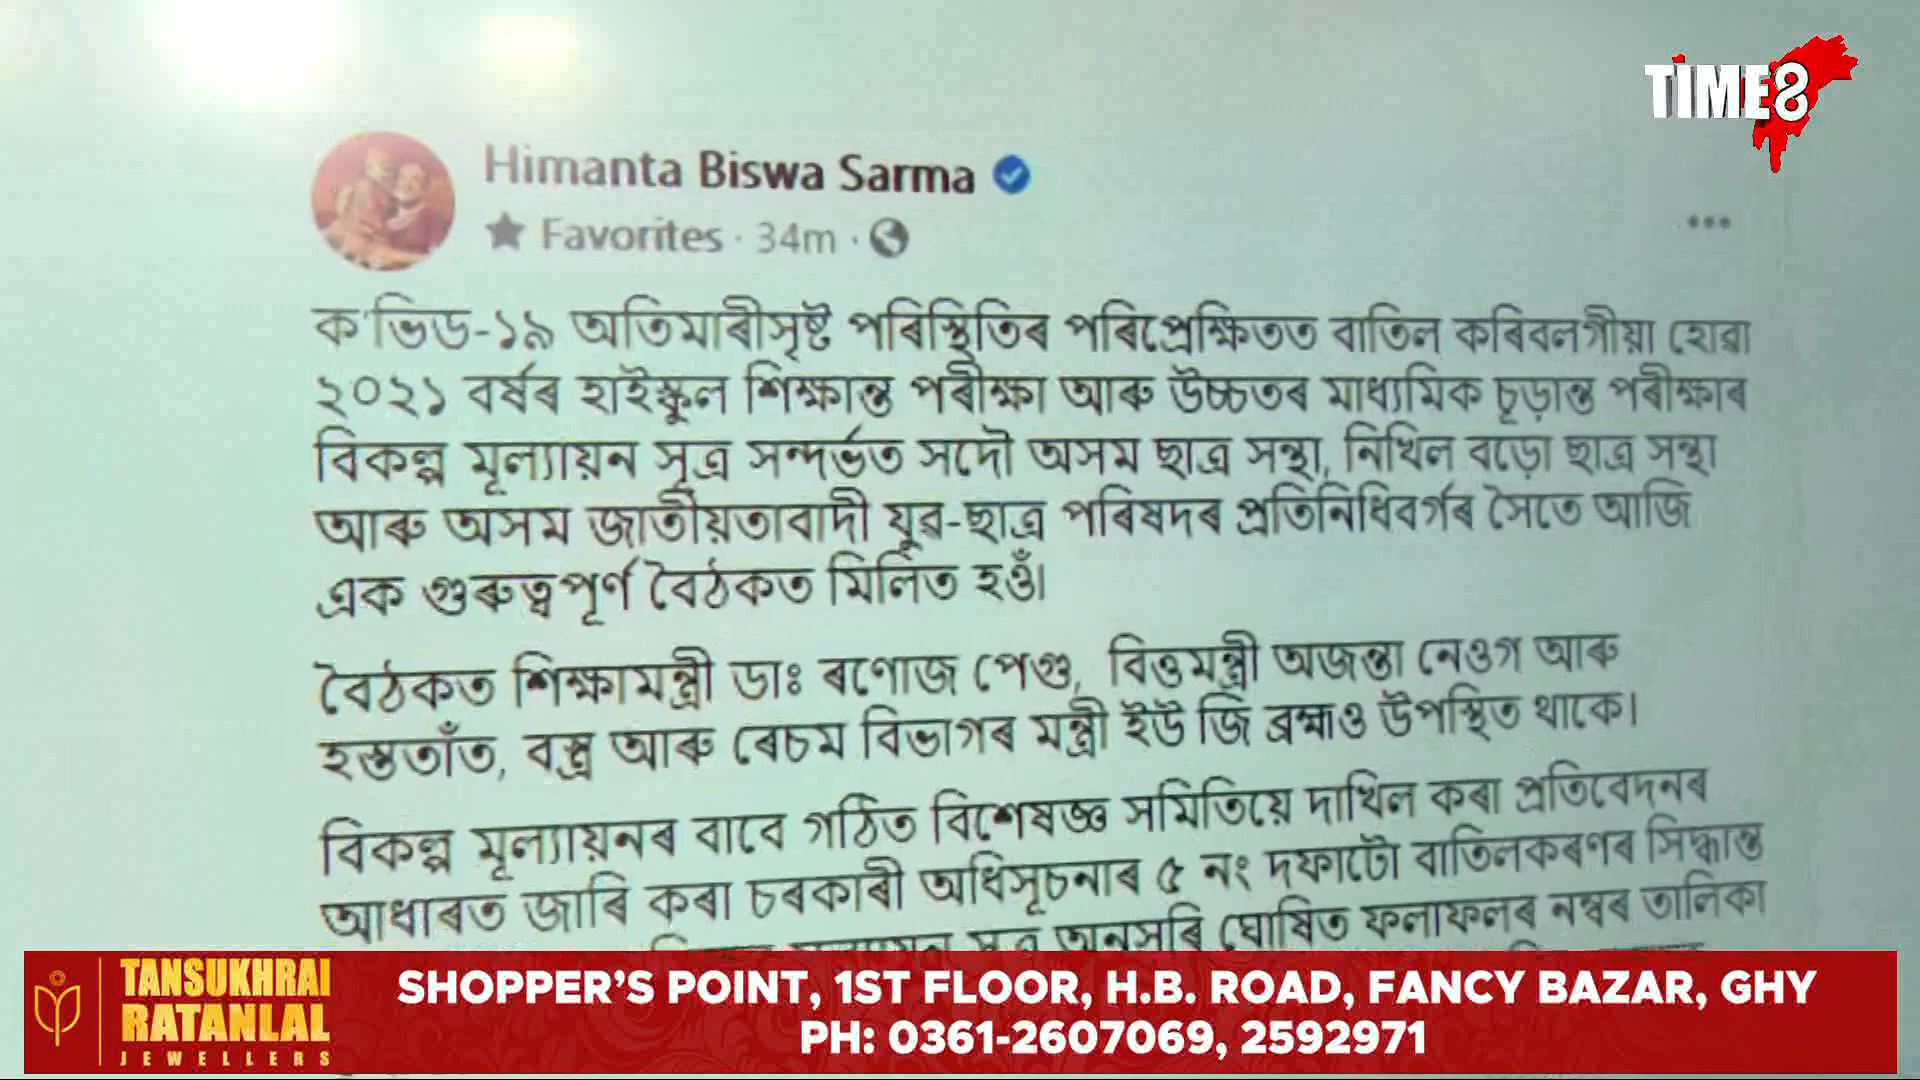 TIME8
Himanta Biswa Sarma
Favorites · 34m ·
ক'ভিড-১৯ অতিমাৰীসৃষ্ট পৰিস্থিতিৰ পৰিপ্ৰেক্ষিতত বাতিল কৰিবলগীয়া হোৱা
২০২১ বৰ্ষৰ হাইস্কুল শিক্ষান্ত পৰীক্ষা আৰু উচ্চতৰ মাধ্যমিক চূড়ান্ত পৰীক্ষাৰ
বিকল্প মূল্যায়ন সূত্ৰ সন্দৰ্ভত সদৌ অসম ছাত্ৰ সন্থা, নিখিল বড়ো ছাত্ৰ সন্থা
আৰু অসম জাতীয়তাবাদী যুৱ-ছাত্ৰ পৰিষদৰ প্ৰতিনিধিবৰ্গৰ সৈতে আজি
এক গুৰুত্বপূৰ্ণ বৈঠকত মিলিত হওঁ।
বৈঠকত শিক্ষামন্ত্ৰী ডাঃ ৰণোজ পেগু, বিত্তমন্ত্ৰী অজন্তা নেওগ আৰু
হস্ততাঁত, বস্ত্ৰ আৰু ৰেচম বিভাগৰ মন্ত্ৰী ইউ জি ব্ৰহ্মও উপস্থিত থাকে।
বিকল্প মূল্যায়নৰ বাবে গঠিত বিশেষজ্ঞ সমিতিয়ে দাখিল কৰা প্ৰতিবেদনৰ
আধাৰত জাৰি কৰা চৰকাৰী অধিসূচনাৰ ৫ নং দফাটো বাতিলকৰণৰ সিদ্ধান্ত
সূত্ৰ অনুসৰি ঘোষিত ফলাফলৰ নম্বৰ তালিকা
TANSUKHRAI
RATANLAL
JEWELLERS
SHOPPER'S POINT, 1ST FLOOR, H.B. ROAD, FANCY BAZAR, GHY
PH: 0361-2607069, 2592971